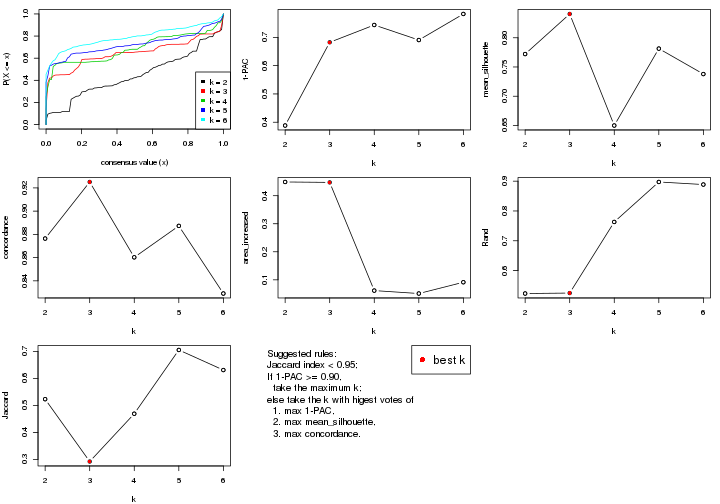 P(X <= x)
0.0 0.2 0.4 0.6 0.8 1.0
k = 2
k = 3
k = 4
k = 5
k = 6
0.0 0.2 0.4 0.6 0.8 1.0
consensus value (x)
1-PAC
0.4 0.5 0.6 0.7
2 3 4 5 6
k
mean_silhouette
0.65 0.70 0.75 0.80
2 3 4 5 6
k
concordance
0.84 0.86 0.88 0.90 0.92
2 3 4 5 6
k
area_increased
0.1 0.2 0.3 0.4
2 3 4 5 6
k
Rand
0.6 0.7 0.8 0.9
2 3 4 5 6
k
Jaccard
0.3 0.4 0.5 0.6 0.7
2 3 4 5 6
k
Suggested rules:
Jaccard index < 0.95;
If 1-PAC >= 0.90,
take the maximum k;
else take the k with higest votes of
1. max 1-PAC,
2. max mean_silhouette,
3. max concordance.
best k